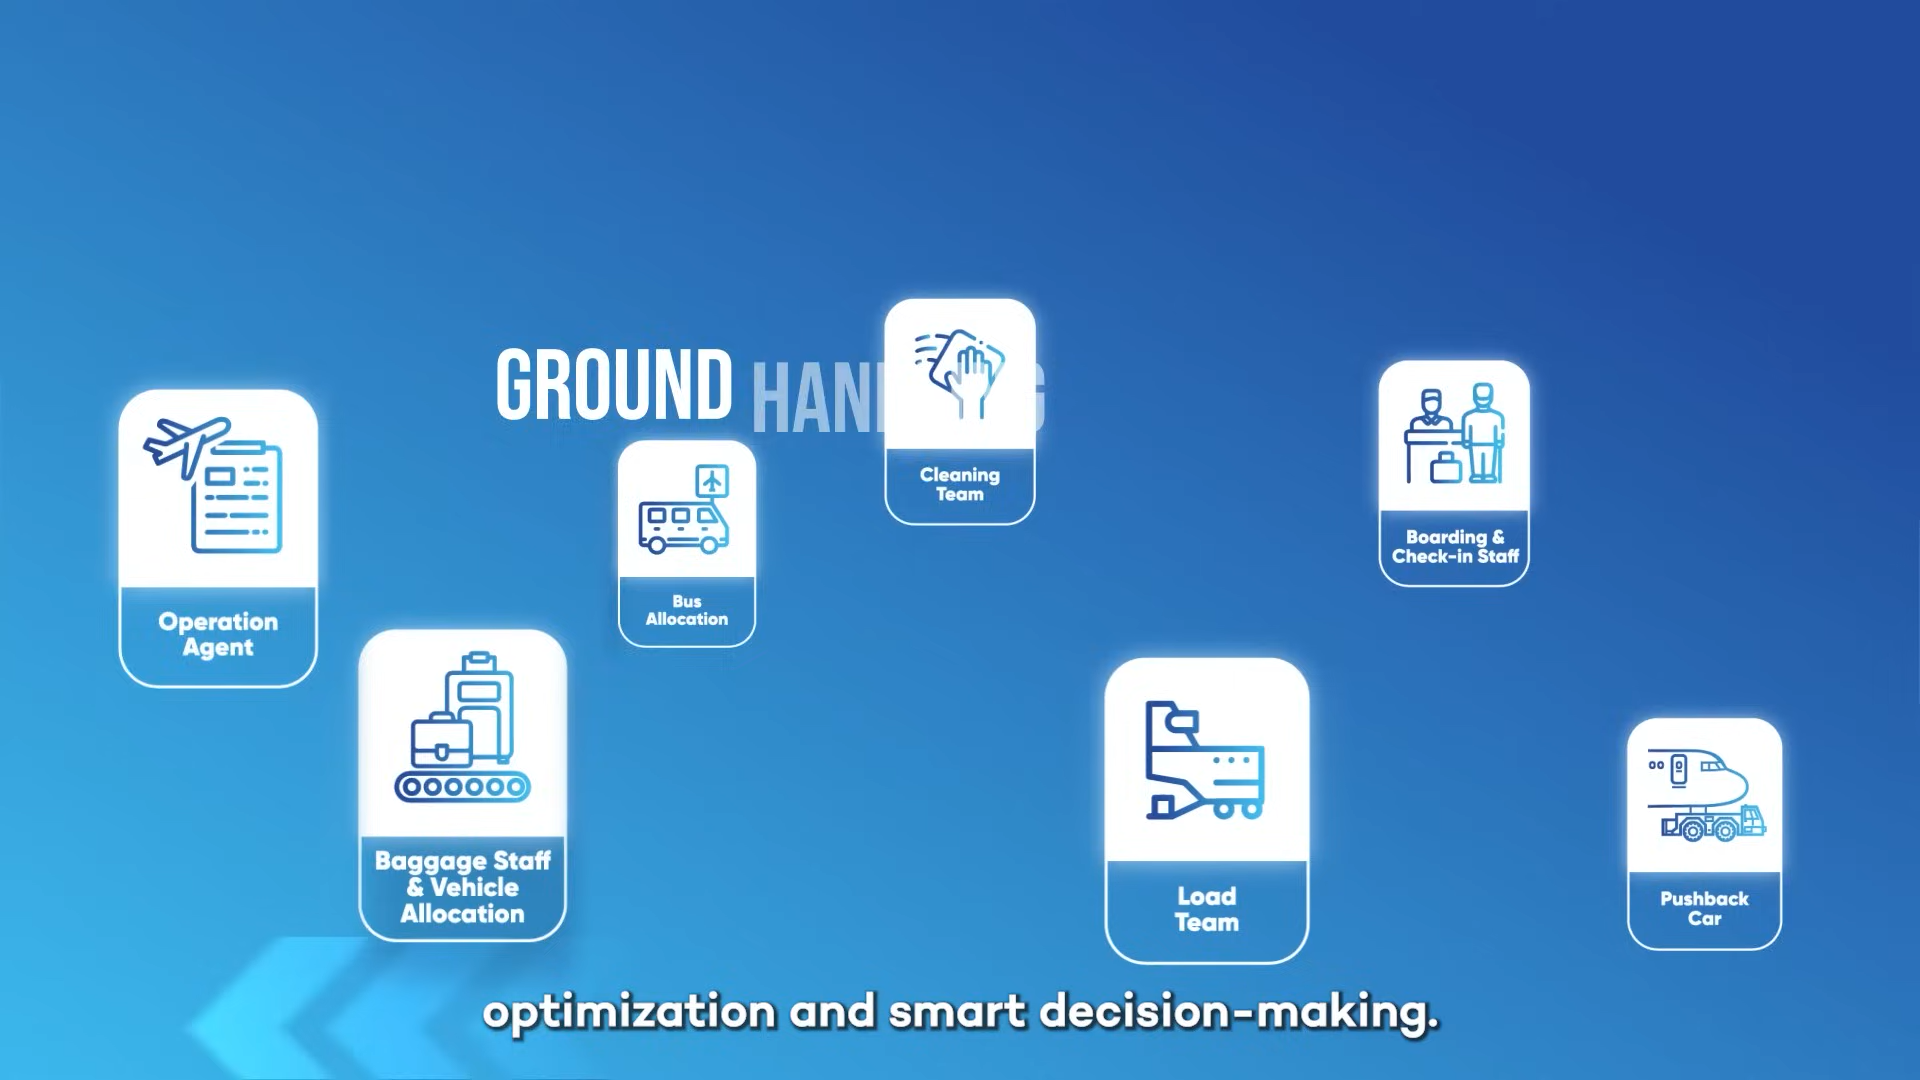 GROUND
Cleaning
Team
Boarding &
Check-in Staff
Operation
Agent
Bus
Allocation
Baggage Staff
& Vehicle
Allocation
Load
Team
Pushback
Car
optimization and smart decision-making.